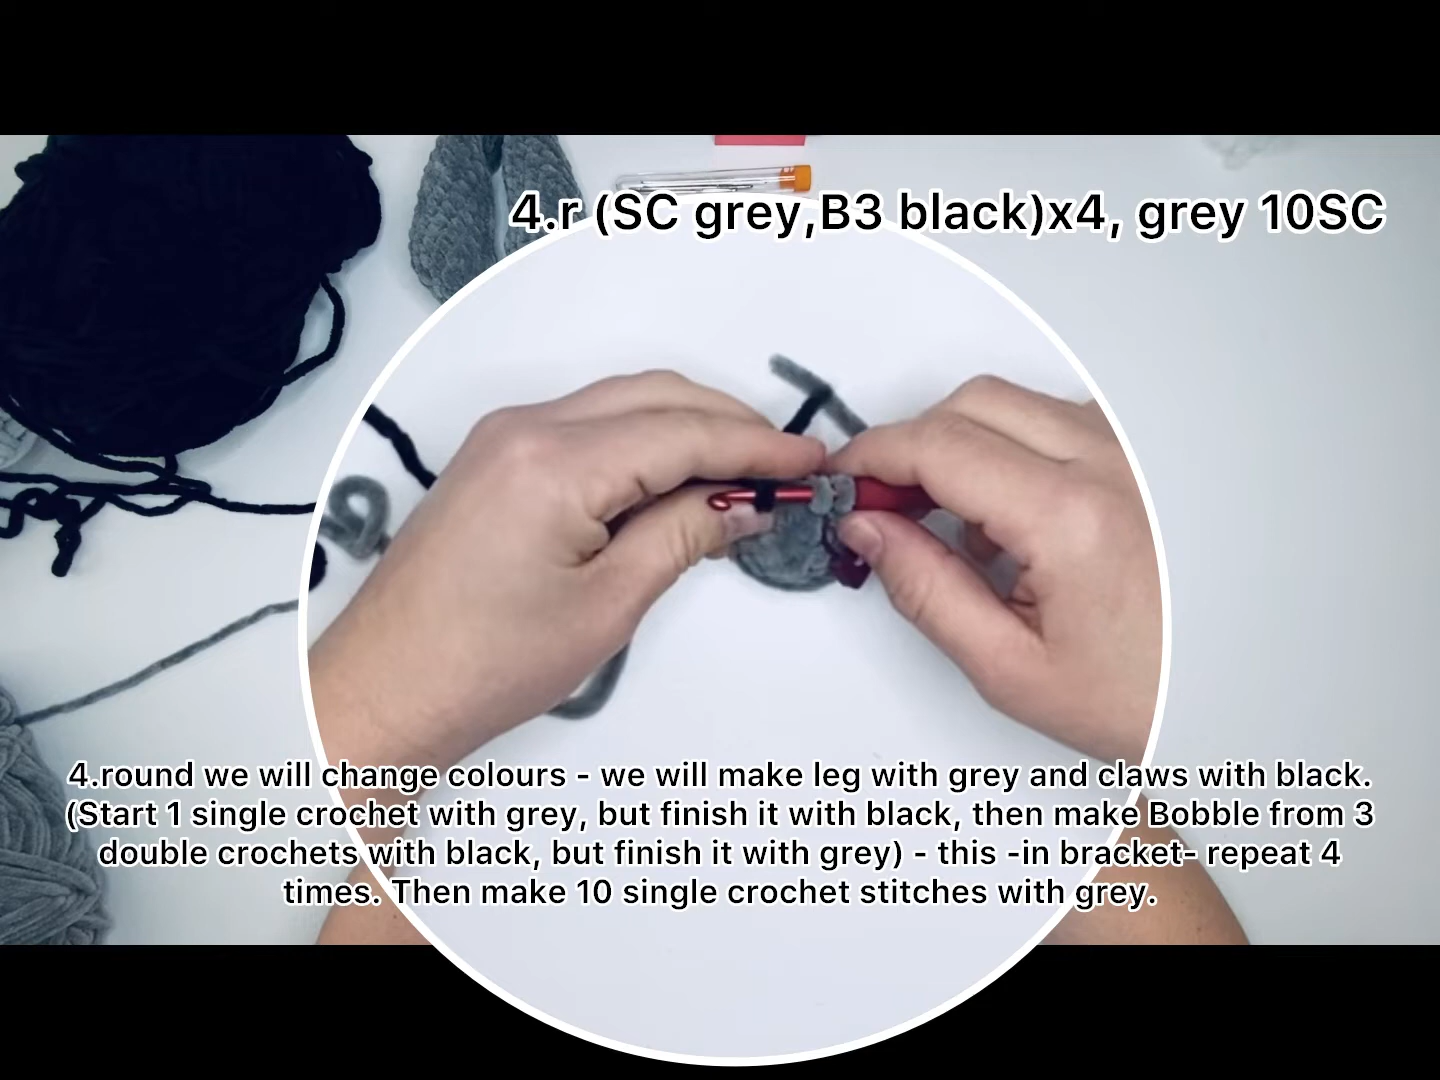 4.r (SC grey,B3 black)x4, grey 10SC
4.round we will change colours - we will make leg with grey and claws with black.
(Start 1 single crochet with grey, but finish it with black, then make Bobble from 3
double crochets with black, but finish it with grey) - this -in bracket- repeat 4
times. Then make 10 single crochet stitches with grey.